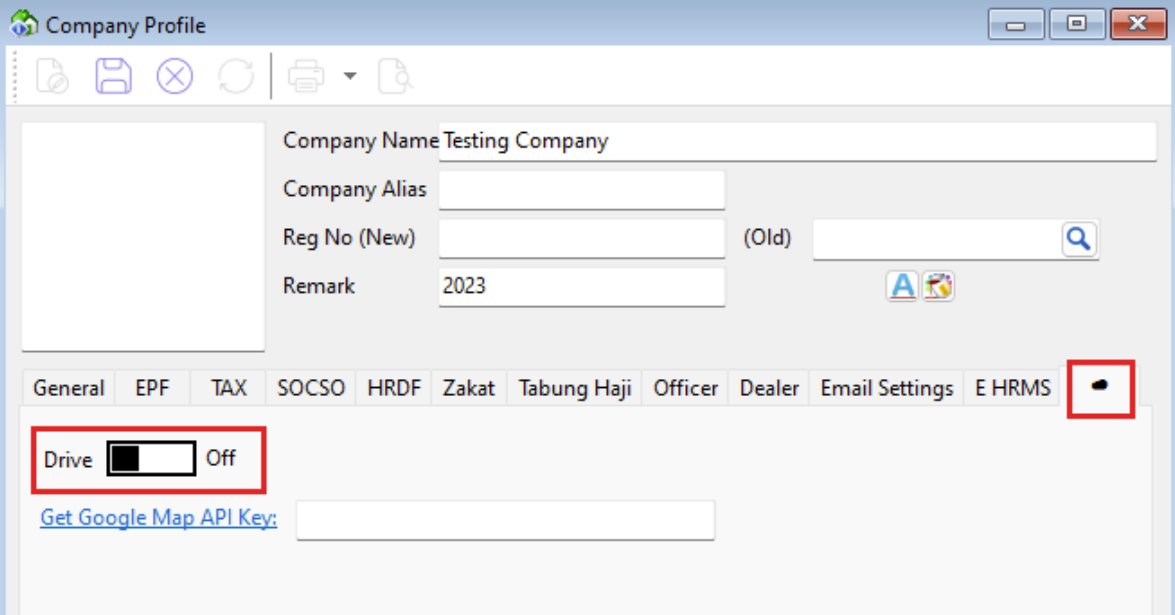 Company Profile
Company Name Testing Company
Company Alias
Reg No (New) (Old)
Remark 2023
A
General EPF TAX SOCSO HRDF Zakat Tabung Haji Officer Dealer Email Settings E HRMS
Drive Off
Get Google Map API Key: